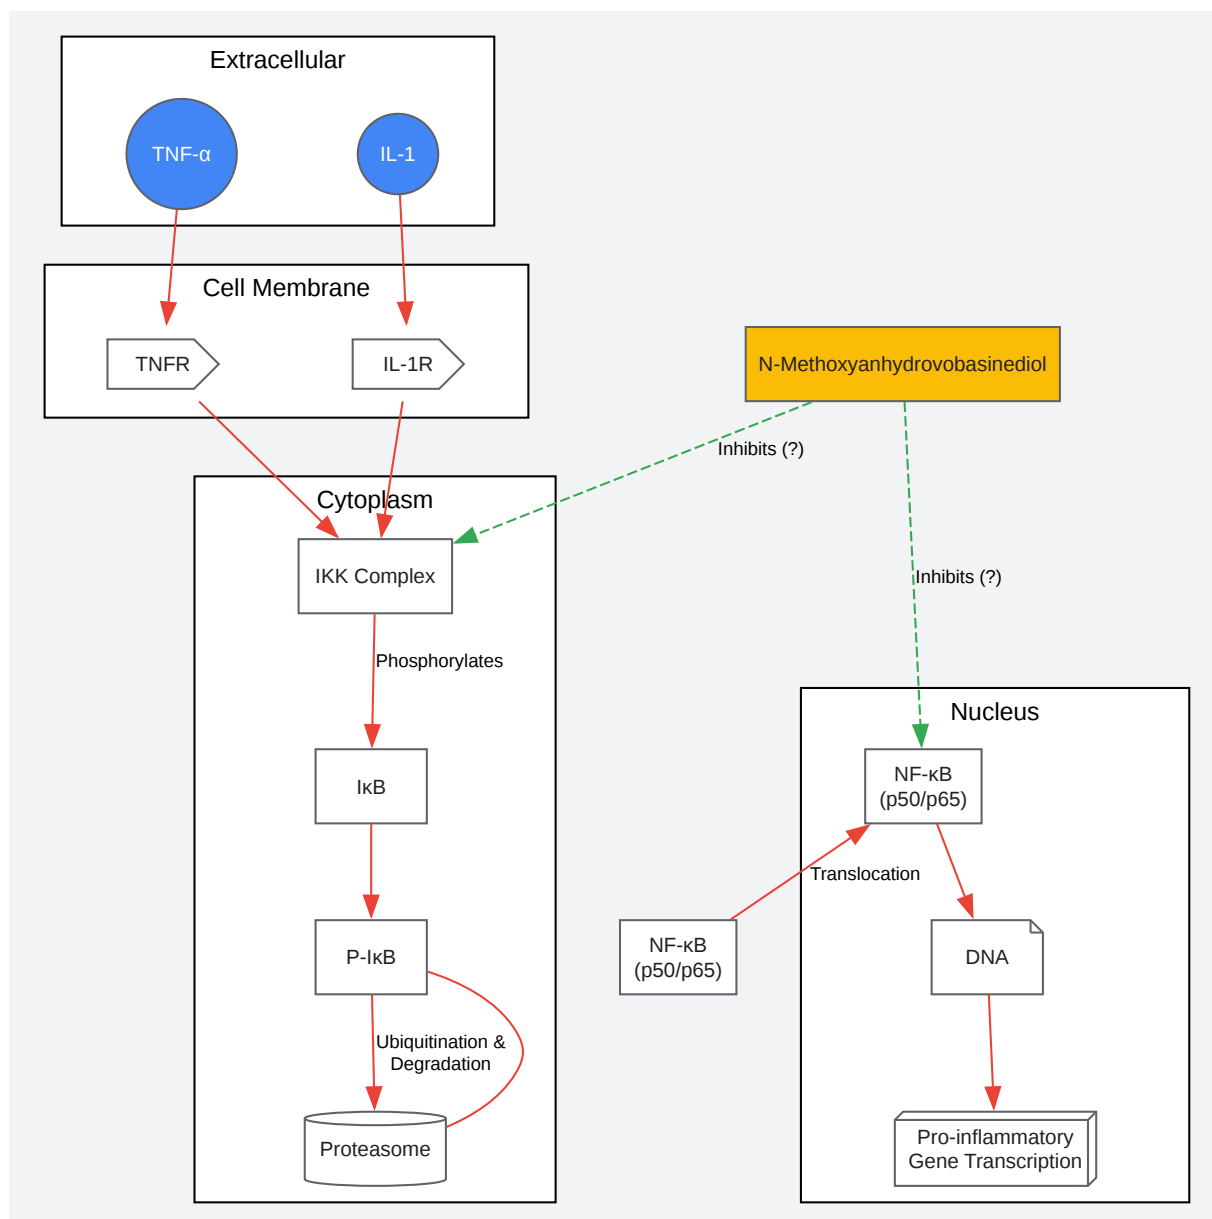 Extracellular
TNF-α
IL-1
Cell Membrane
TNFR
IL-1R
N-Methoxyanhydrovobasinediol
Inhibits (?)
Cytoplasm
IKK Complex
Inhibits (?)
Phosphorylates
Nucleus
IκB
NF-κB
(p50/p65)
Translocation
P-IκB
NF-κB
(p50/p65)
DNA
Ubiquitination &
Degradation
Proteasome
Pro-inflammatory
Gene Transcription